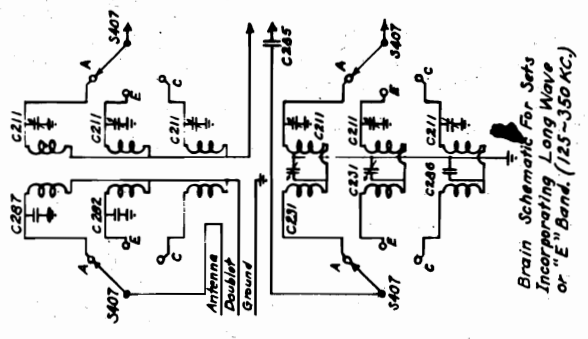 S407
A
C211
C211
E
C211
C
C285
S407
A
C211
E
C211
C
C211
C287
C282
A
E
C
S407
Antenna
Doublet
Ground
C231
C231
C286
A
E
C
S407
Brain Schematic For Sets
Incorporating Long Wave
or "E" Band. (125~350 KC.)